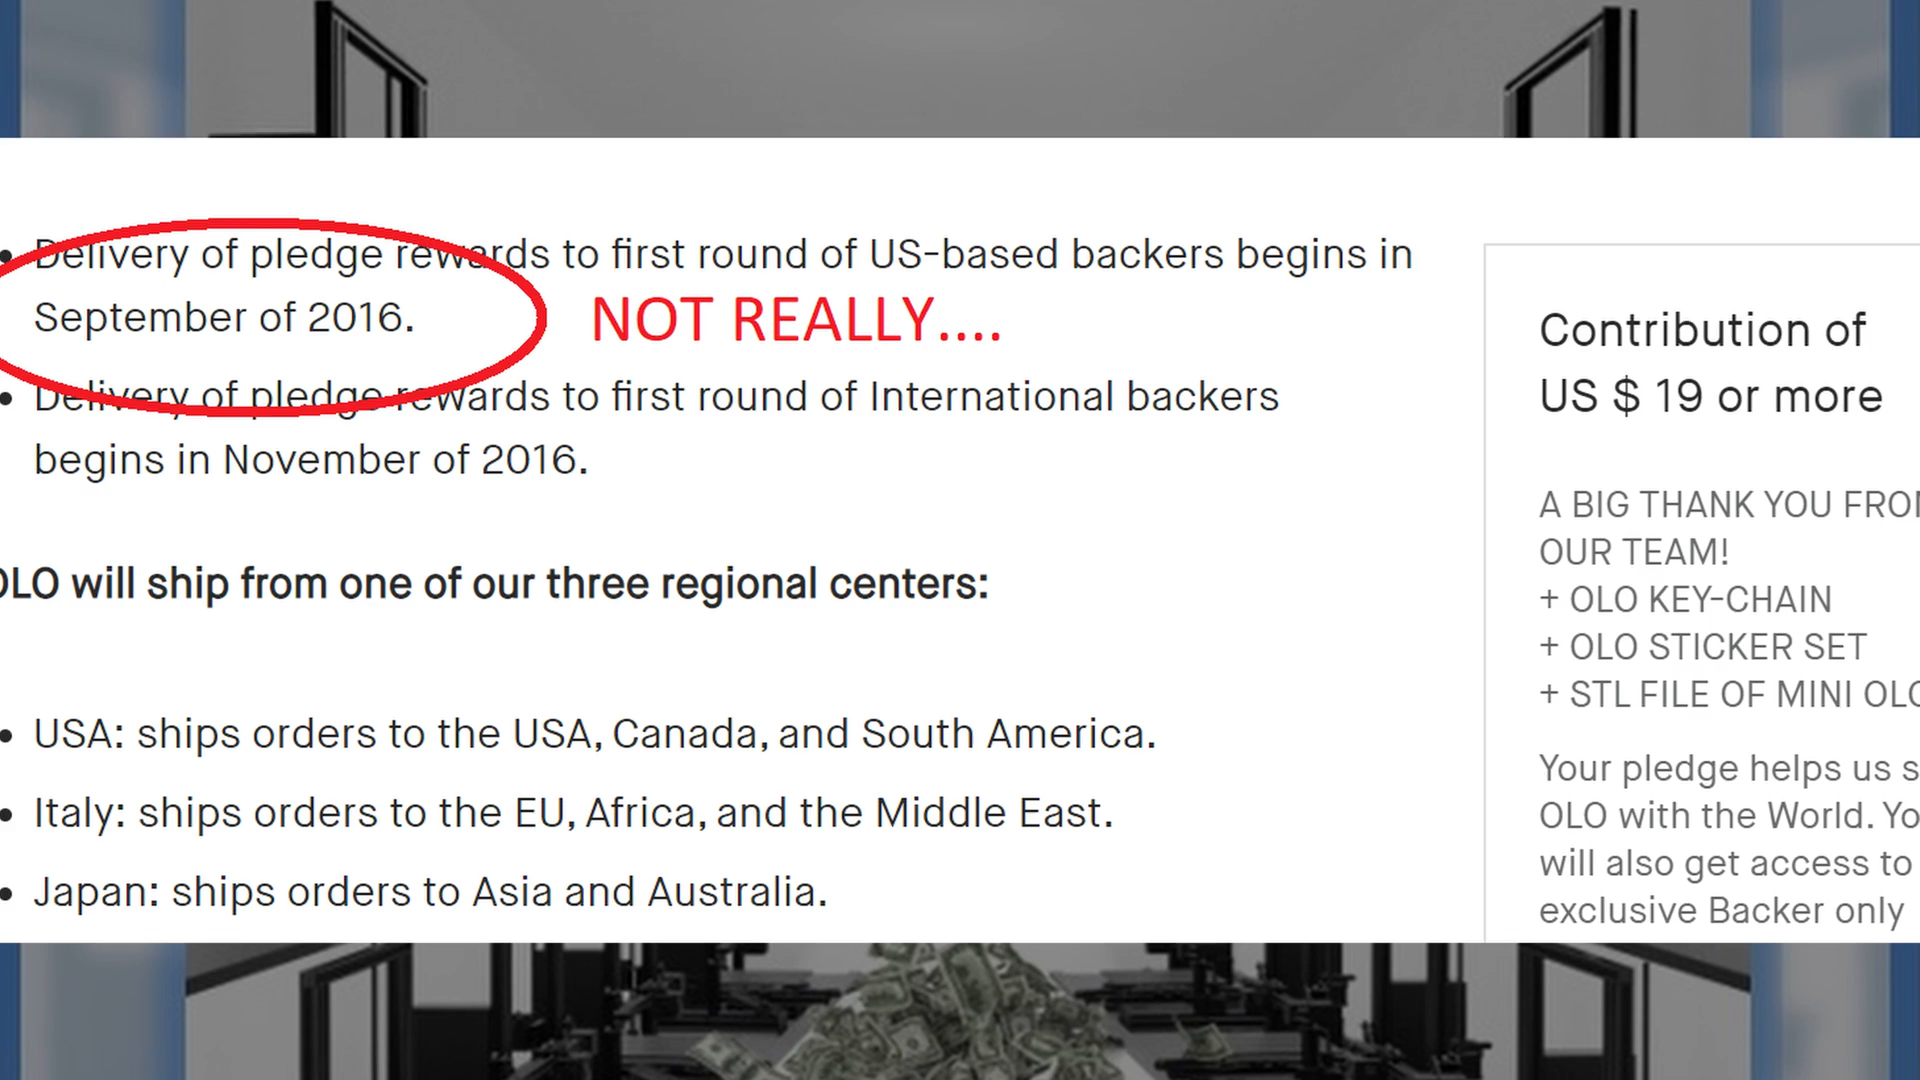 Delivery of pledge rewards to first round of US-based backers begins in
September of 2016.
NOT REALLY....
Delivery of pledge rewards to first round of International backers
begins in November of 2016.
OLO will ship from one of our three regional centers:
USA: ships orders to the USA, Canada, and South America.
Italy: ships orders to the EU, Africa, and the Middle East.
Japan: ships orders to Asia and Australia.
Contribution of
US $ 19 or more
A BIG THANK YOU FROM
OUR TEAM!
+ OLO KEY-CHAIN
+ OLO STICKER SET
+ STL FILE OF MINI OLO
Your pledge helps us s
OLO with the World. Yo
will also get access to
exclusive Backer only